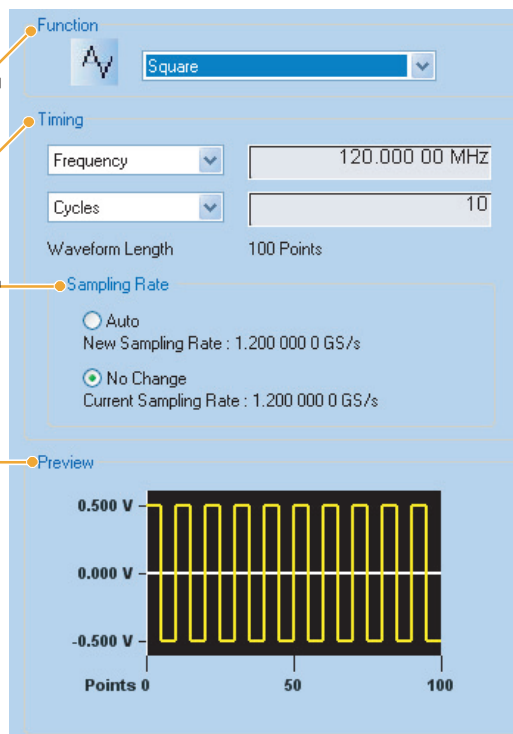 Function
Square
Timing
Frequency 120.000 00 MHz
Cycles 10
Waveform Length 100 Points
Sampling Rate
Auto
New Sampling Rate : 1.200 000 0 GS/s
No Change
Current Sampling Rate : 1.200 000 0 GS/s
Preview
0.500 V
0.000 V
-0.500 V
Points 0 50 100